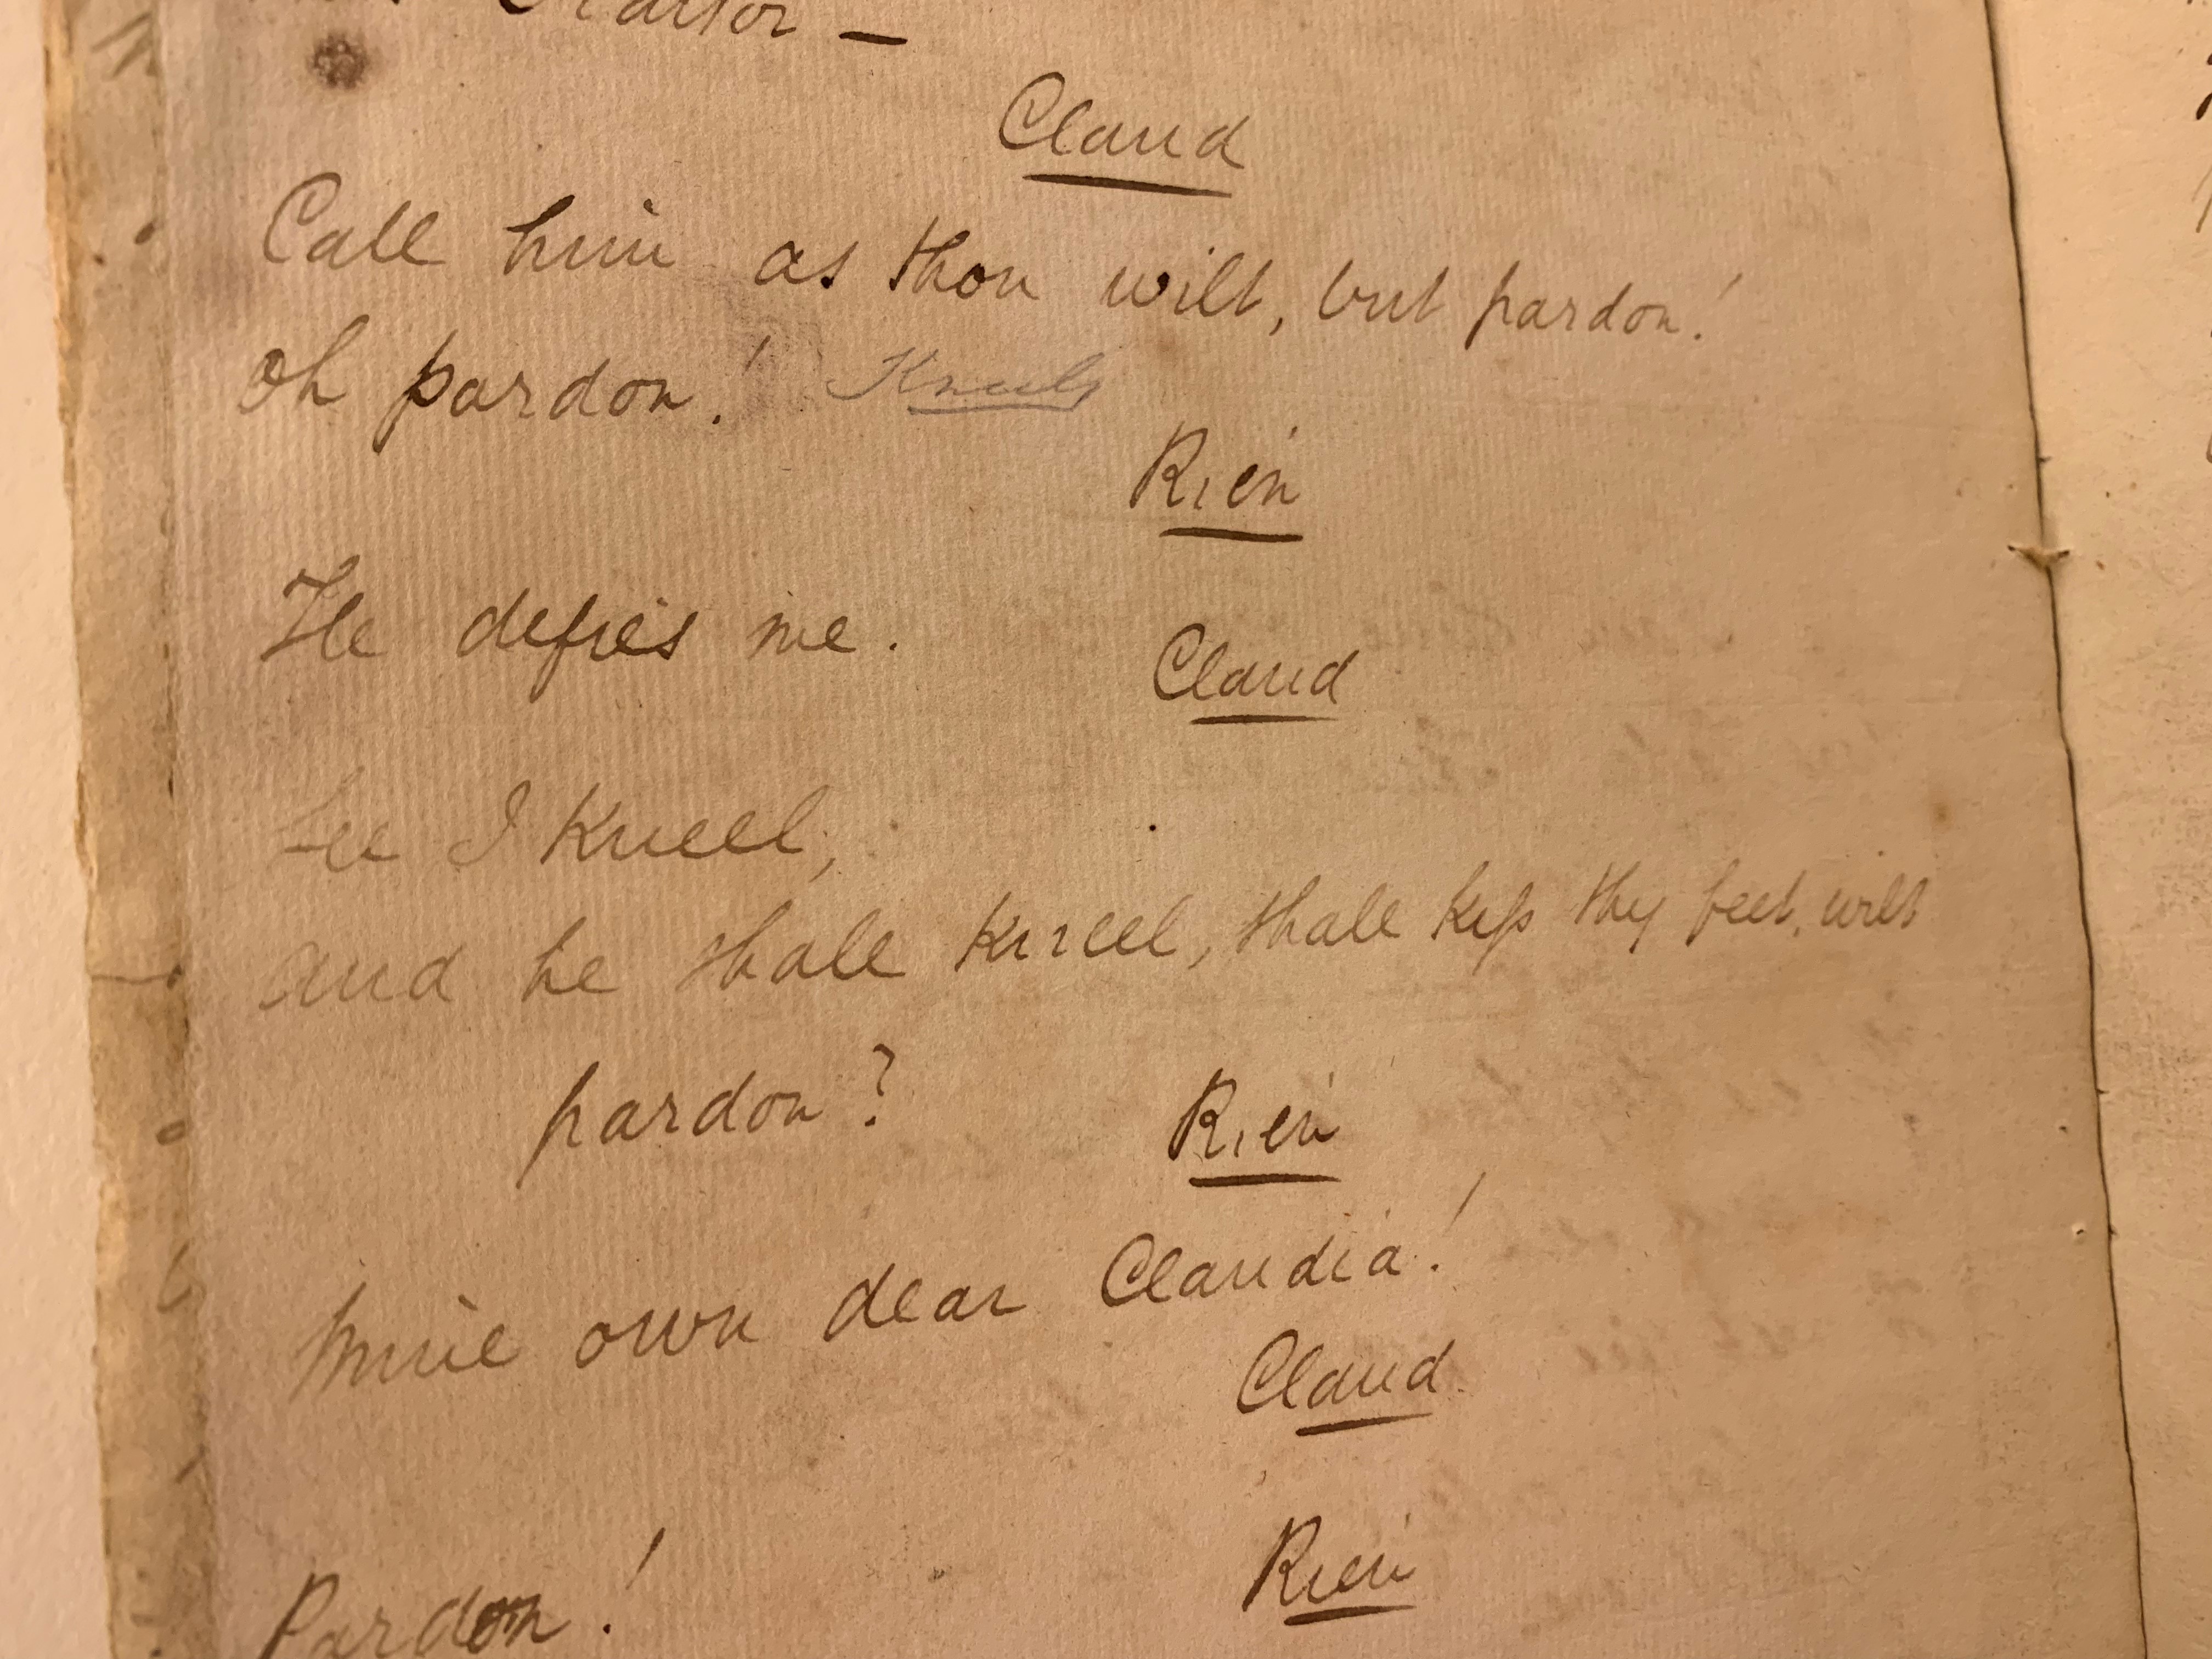 Traitor —
Claud
Call him as thou wilt, but pardon!
oh pardon! Kneels
Rien
He defies me.
Claud
See I kneel,
and he shall kneel, shall kiss thy feet, wilt
pardon?
Rien
Mine own dear Claudia!
Claud
Rien
Pardon!